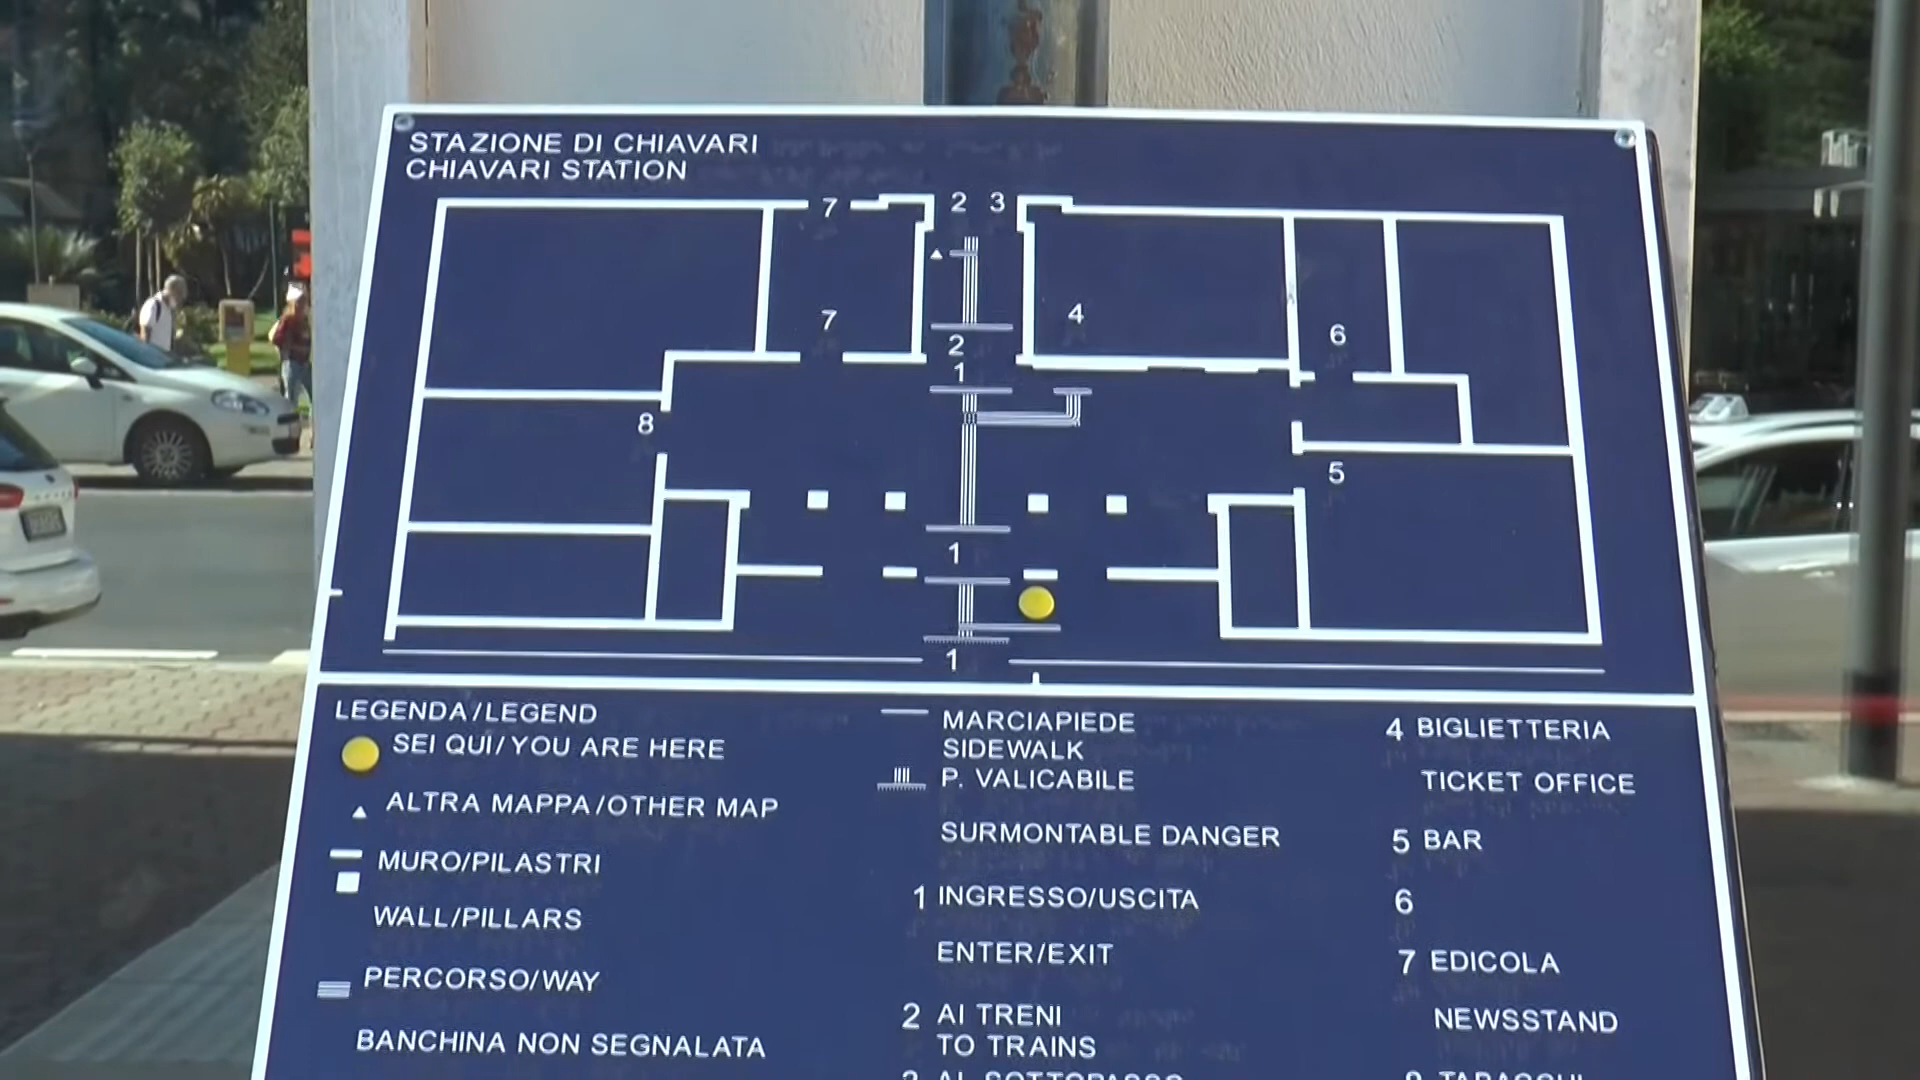 STAZIONE DI CHIAVARI
CHIAVARI STATION
7 2 3
7 4 6
2
1
8
5
1
1
LEGENDA/LEGEND
SEI QUI/YOU ARE HERE
ALTRA MAPPA/OTHER MAP
MURO/PILASTRI
WALL/PILLARS
PERCORSO/WAY
BANCHINA NON SEGNALATA
MARCIAPIEDE
SIDEWALK
P. VALICABILE
SURMONTABLE DANGER
1 INGRESSO/USCITA
ENTER/EXIT
2 AI TRENI
TO TRAINS
AL SOTTOPASSO
4 BIGLIETTERIA
TICKET OFFICE
5 BAR
6
7 EDICOLA
NEWSSTAND
TABACCHI